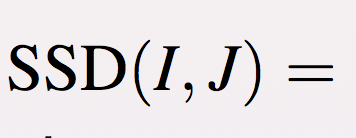 SSD(I, J) =